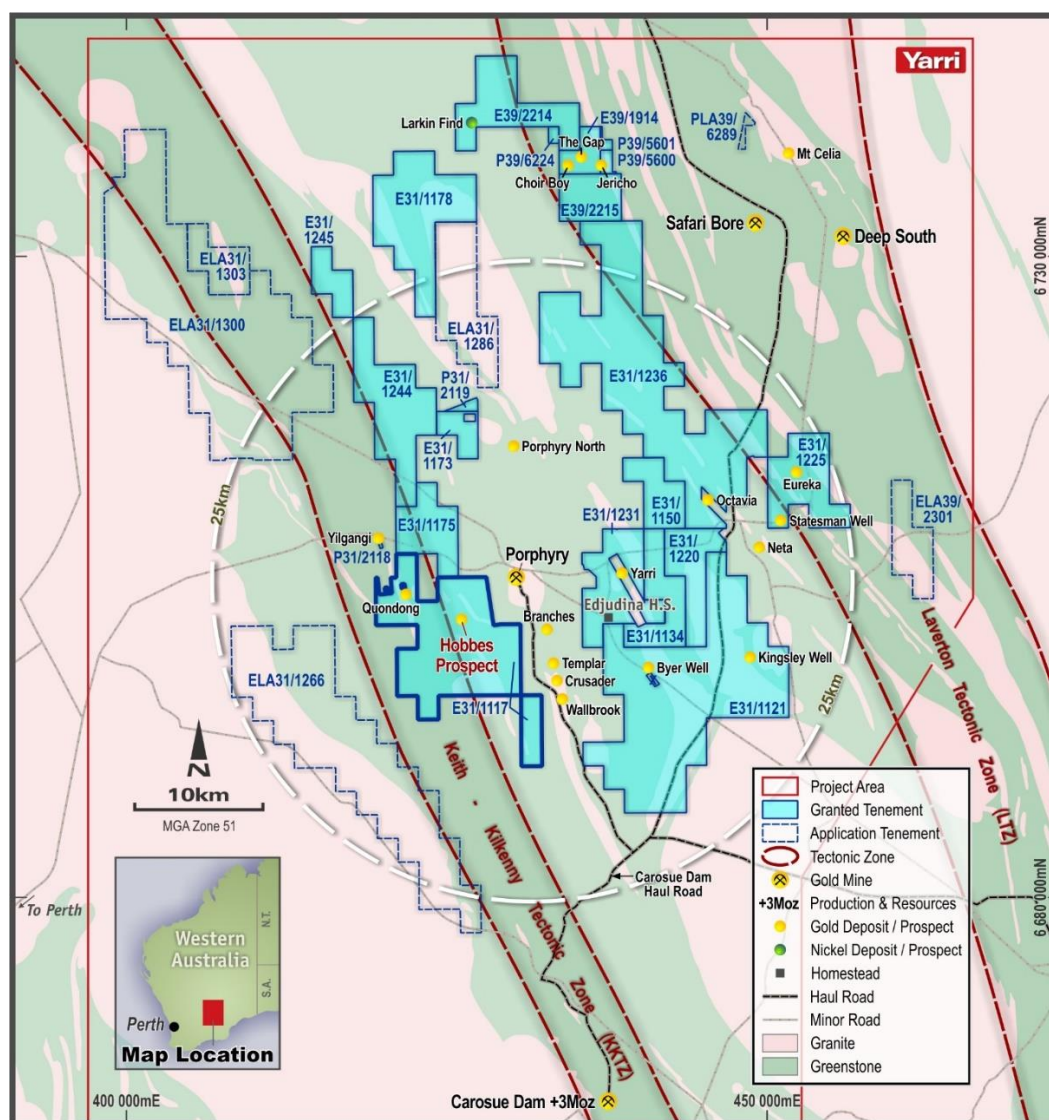 Yarri
Larkin Find
E39/2214
E39/1914
PLA39/
6289
The Gap
P39/5601
P39/6224
P39/5600
Mt Celia
Choir Boy
Jericho
E31/1178
E39/2215
Safari Bore
Deep South
E31/
1245
ELA31/
1303
6 730 000mN
ELA31/1300
ELA31/
1286
E31/
1244
P31/
2119
E31/1236
E31/
1173
Porphyry North
E31/
1225
Eureka
25km
Octavia
ELA39/
2301
E31/1175
E31/1231
E31/
1150
Statesman Well
Yilgangi
P31/2118
E31/
1220
Neta
Porphyry
Yarri
Quondong
Edjudina H.S.
Branches
E31/1134
Hobbes
Prospect
Laverton Tectonic Zone (LTZ)
ELA31/1266
Templar
Byer Well
Kingsley Well
Crusader
Wallbrook
E31/1117
E31/1121
25km
N
10km
MGA Zone 51
Keith - Kilkenny Tectonic Zone (KKTZ)
Project Area
Granted Tenement
Application Tenement
Tectonic Zone
Gold Mine
+3Moz Production & Resources
Gold Deposit / Prospect
Nickel Deposit / Prospect
Homestead
Haul Road
Minor Road
Granite
Greenstone
Carosue Dam
Haul Road
To Perth
6 680 000mN
Western
Australia
N.T.
S.A.
Perth
Map Location
400 000mE
Carosue Dam +3Moz
450 000mE